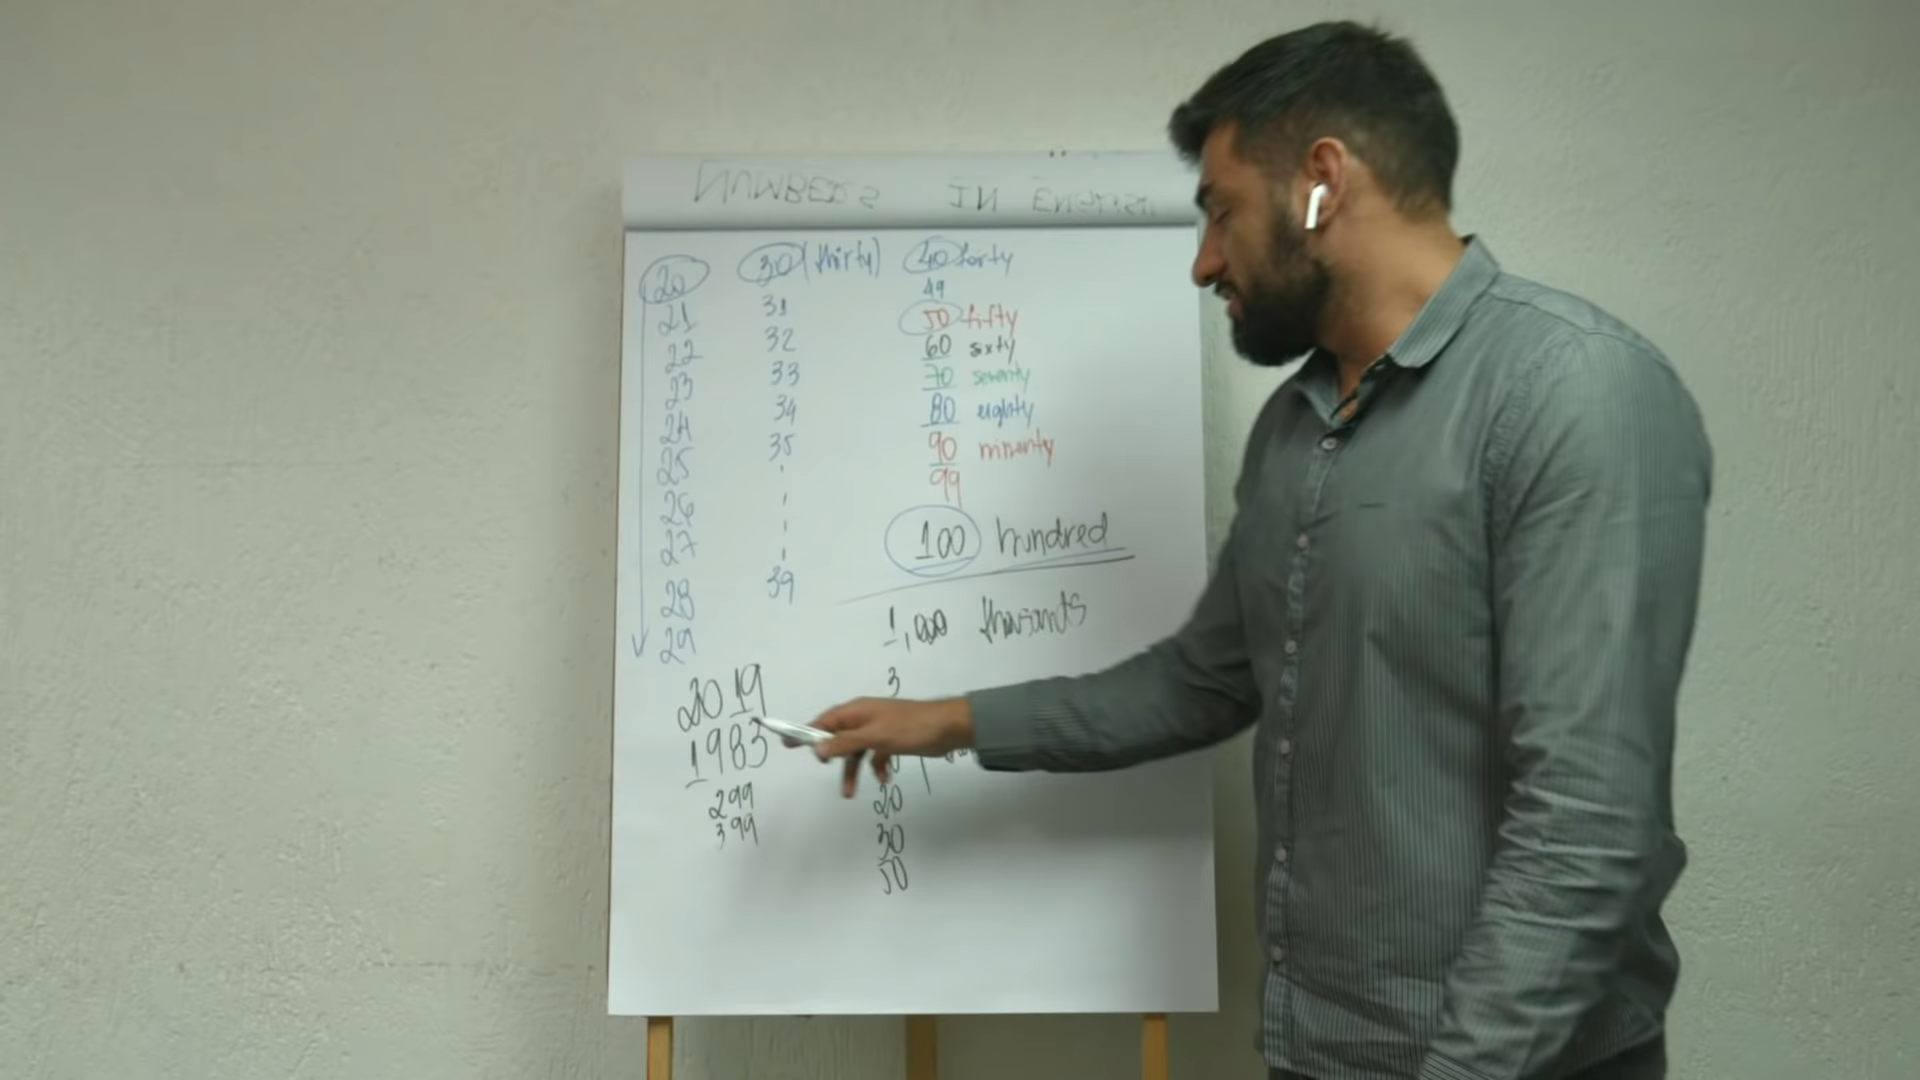 NUMBERS IN ENGLISH
20
21
22
23
24
25
26
27
28
29
30 (thirty)
31
32
33
34
35
39
40 forty
49
50 fifty
60 sixty
70 seventy
80 eighty
90 ninenty
99
100 hundred
1,000 thusants
3
20
30
50
2019
1983
299
399